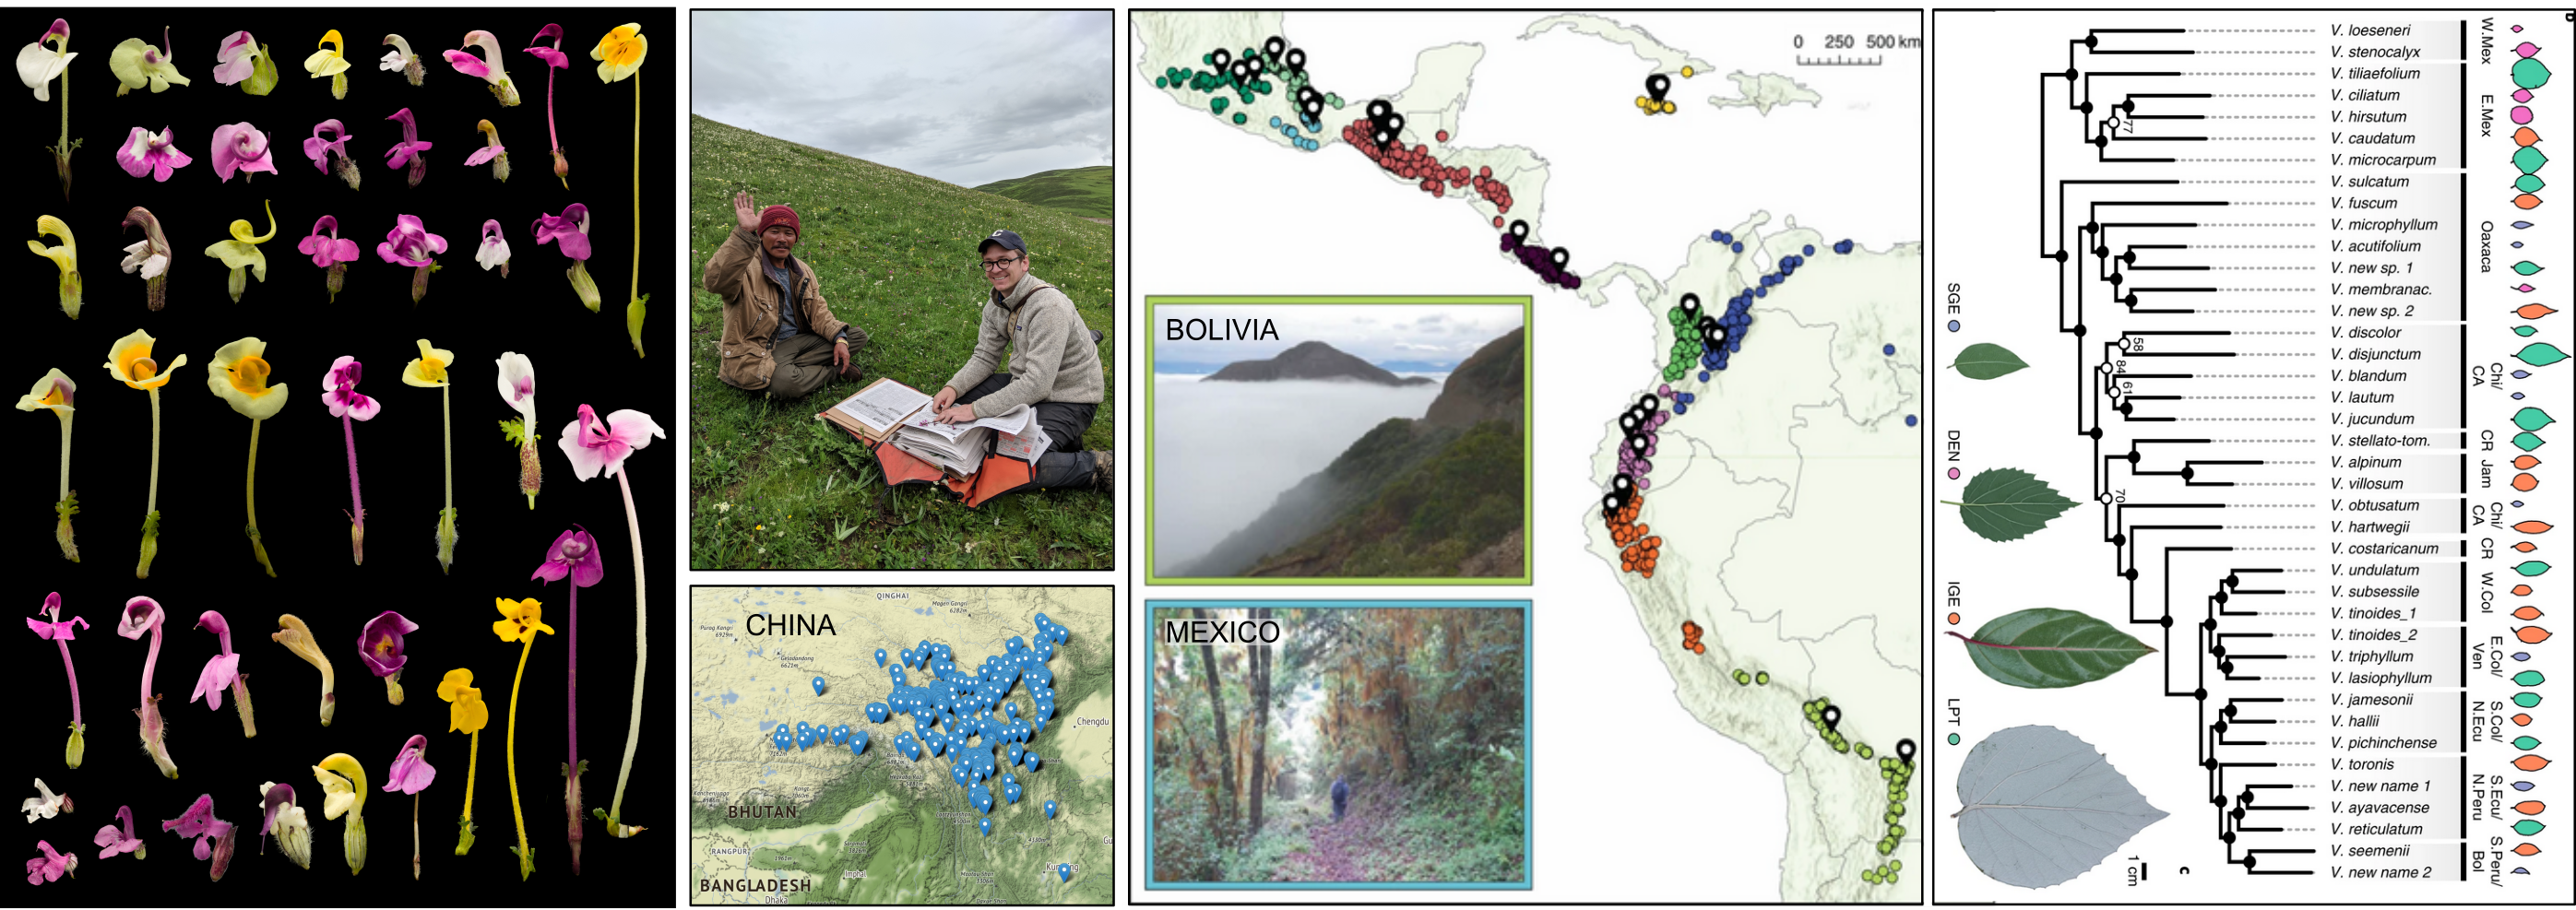 QINGHAI
CHINA
Chengdu
BHUTAN
RANGPUR
Imphal
BANGLADESH
Dhaka
0 250 500 km
BOLIVIA
MEXICO
V. loeseneri
V. stenocalyx
V. tiliaefolium
V. ciliatum
V. hirsutum
V. caudatum
V. microcarpum
V. sulcatum
V. fuscum
V. microphyllum
V. acutifolium
V. new sp. 1
V. membranac.
V. new sp. 2
V. discolor
V. disjunctum
V. blandum
V. lautum
V. jucundum
V. stellato-tom.
V. alpinum
V. villosum
V. obtusatum
V. hartwegii
V. costaricanum
V. undulatum
V. subsessile
V. tinoides_1
V. tinoides_2
V. triphyllum
V. lasiophyllum
V. jamesonii
V. hallii
V. pichinchense
V. toronis
V. new name 1
V. ayavacense
V. reticulatum
V. seemenii
V. new name 2
W.Mex
E.Mex
Oaxaca
Chi/
CA
CR
Jam
Chi/
CA
CR
W.Col
E.Col/
Ven
S.Col/
N.Ecu
S.Ecu/
N.Peru
S.Peru/
Bol
77
58
84
61
70
SGE
DEN
IGE
LPT
1 cm
c